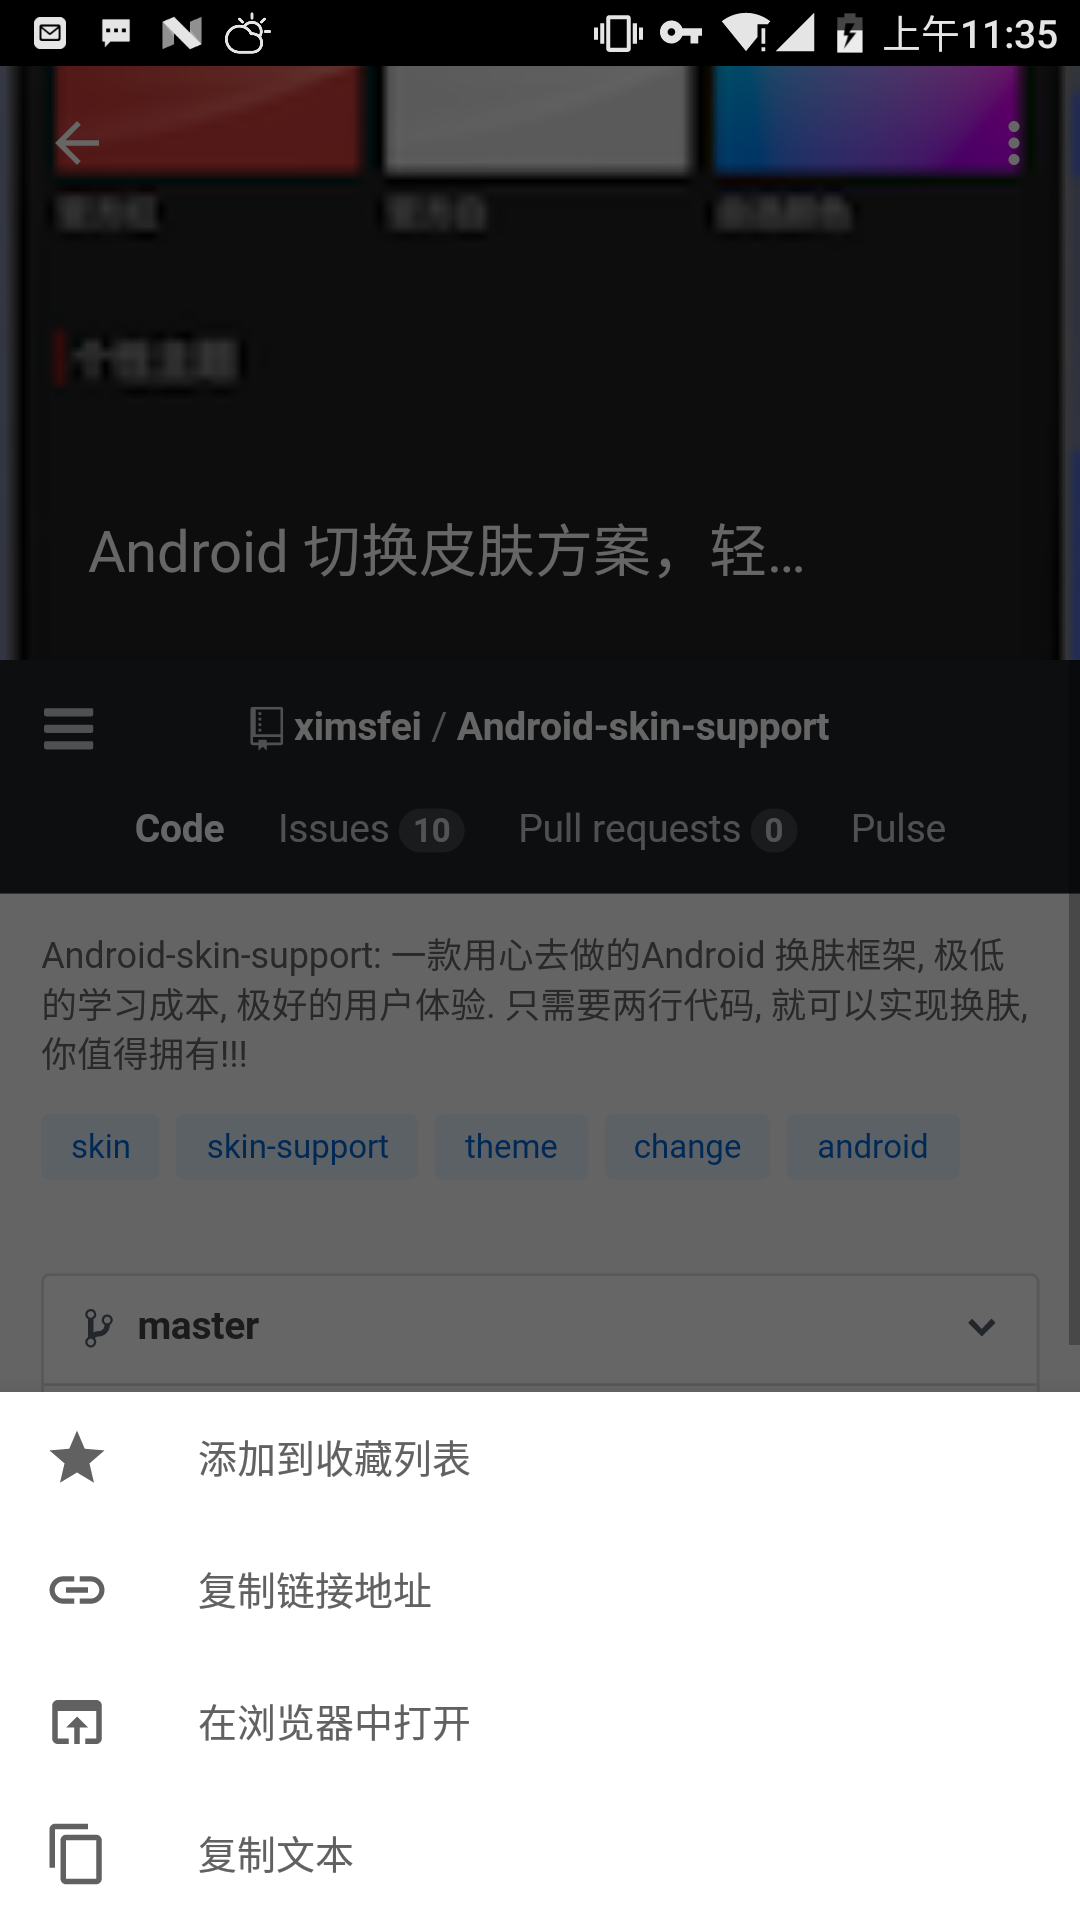 上午11:35
Android 切换皮肤方案，轻...
ximsfei / Android-skin-support
Code Issues 10 Pull requests 0 Pulse
Android-skin-support: 一款用心去做的Android 换肤框架, 极低
的学习成本, 极好的用户体验. 只需要两行代码, 就可以实现换肤,
你值得拥有!!!
skin skin-support theme change android
master
添加到收藏列表
复制链接地址
在浏览器中打开
复制文本